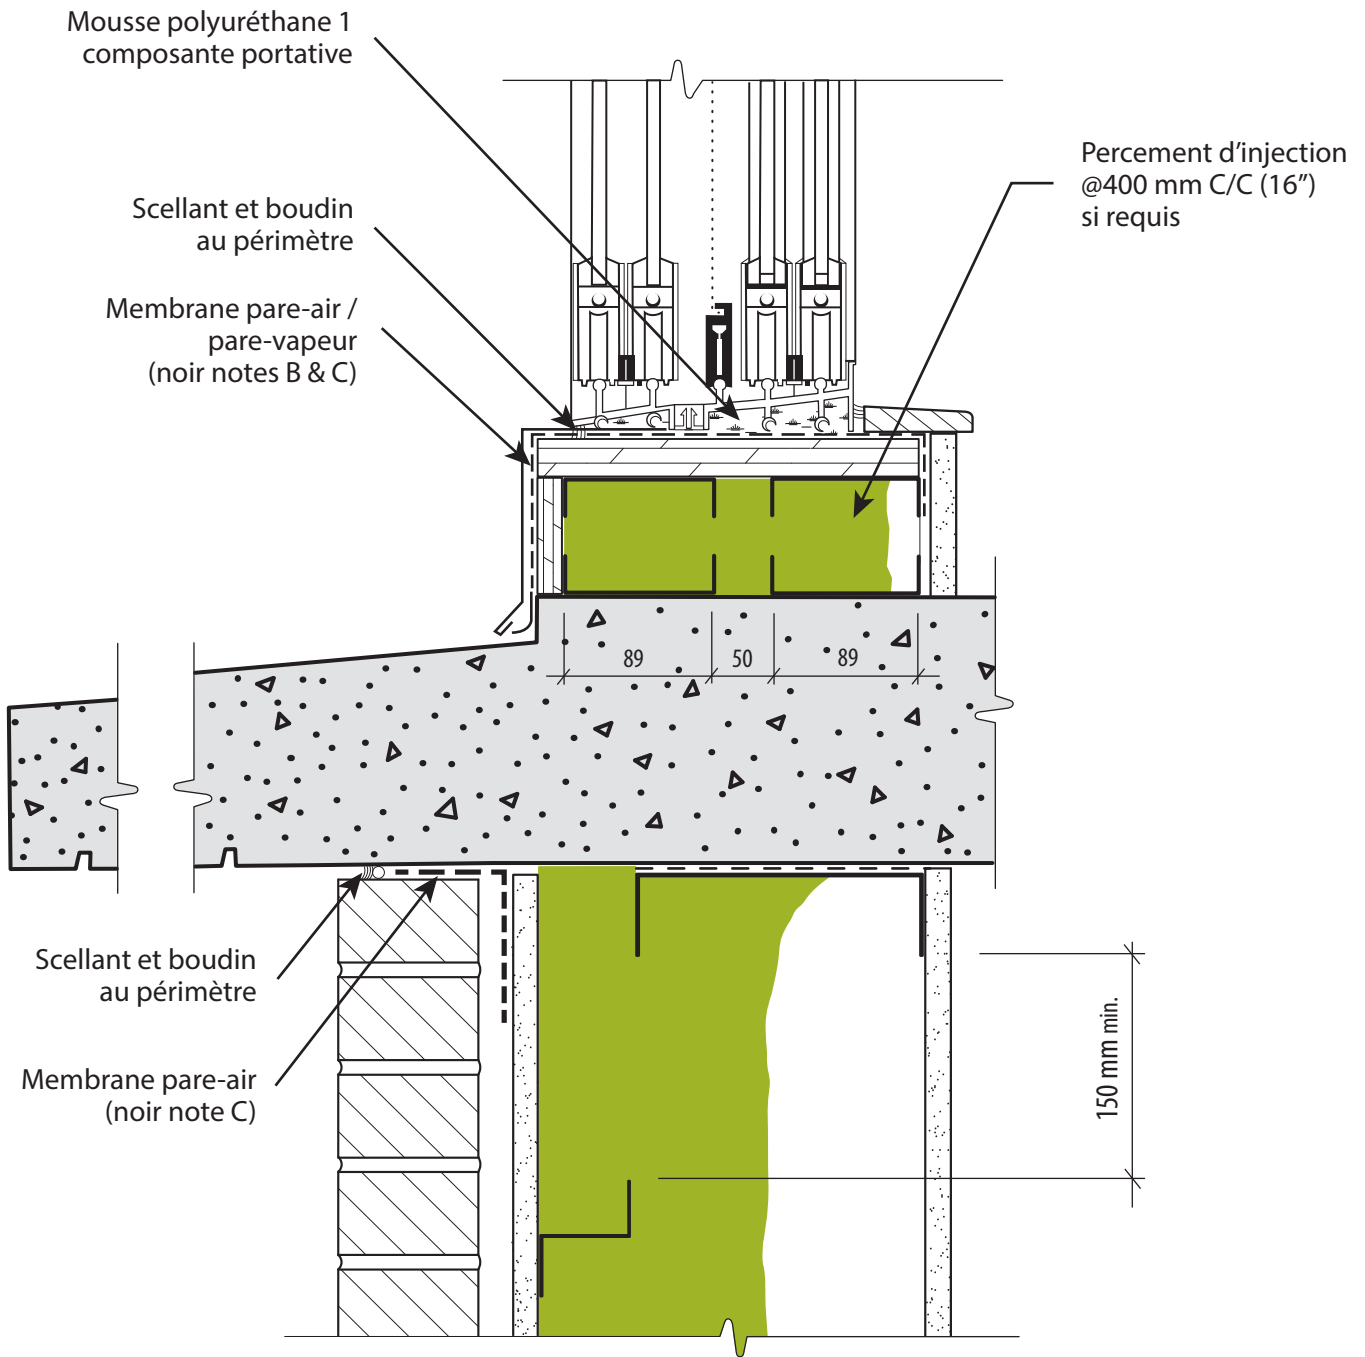 Mousse polyuréthane 1
composante portative
Percement d’injection
@400 mm C/C (16”)
si requis
Scellant et boudin
au périmètre
Membrane pare-air /
pare-vapeur
(noir notes B & C)
89
50
89
Scellant et boudin
au périmètre
Membrane pare-air
(noir note C)
150 mm min.